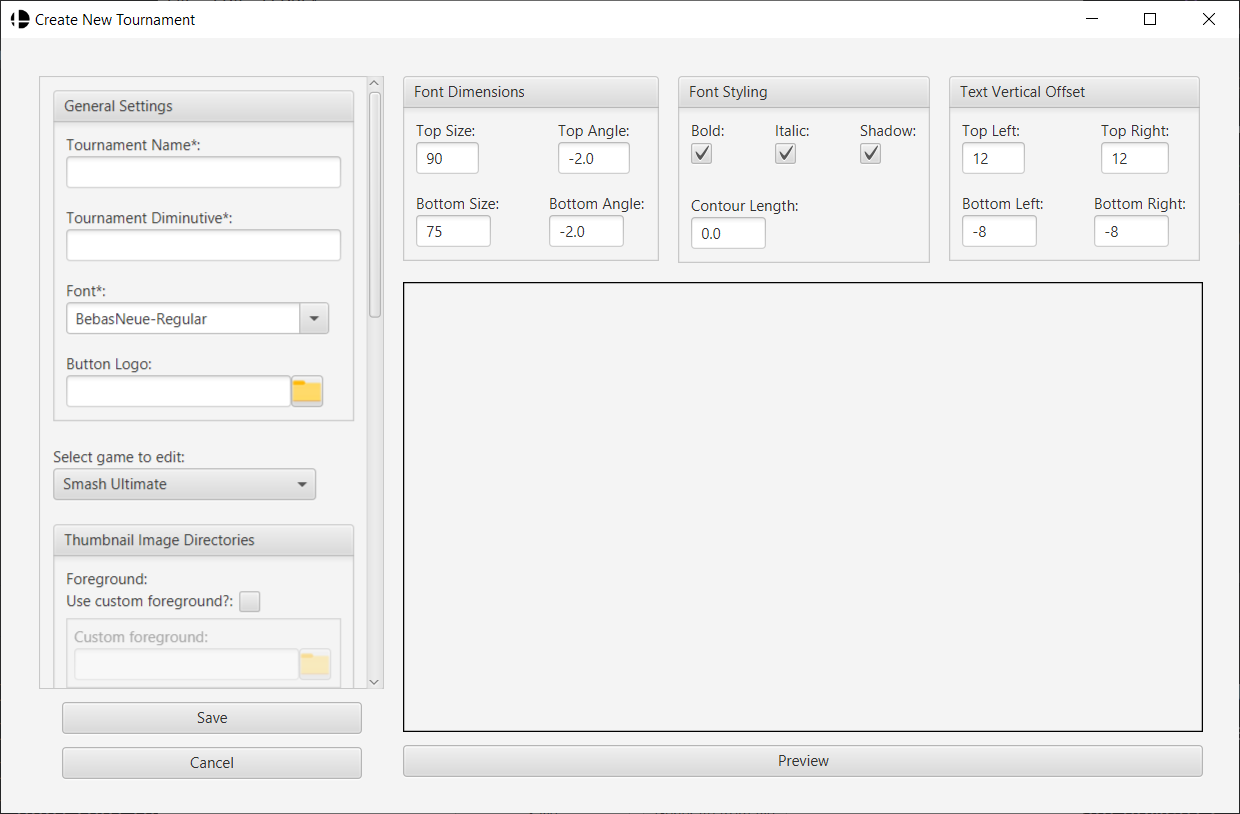 Create New Tournament
General Settings
Tournament Name*:
Tournament Diminutive*:
Font*:
BebasNeue-Regular
Button Logo:
Select game to edit:
Smash Ultimate
Thumbnail Image Directories
Foreground:
Use custom foreground?:
Custom foreground:
Save
Cancel
Font Dimensions
Top Size: Top Angle:
90 -2.0
Bottom Size: Bottom Angle:
75 -2.0
Font Styling
Bold: Italic: Shadow:
Contour Length:
0.0
Text Vertical Offset
Top Left: Top Right:
12 12
Bottom Left: Bottom Right:
-8 -8
Preview